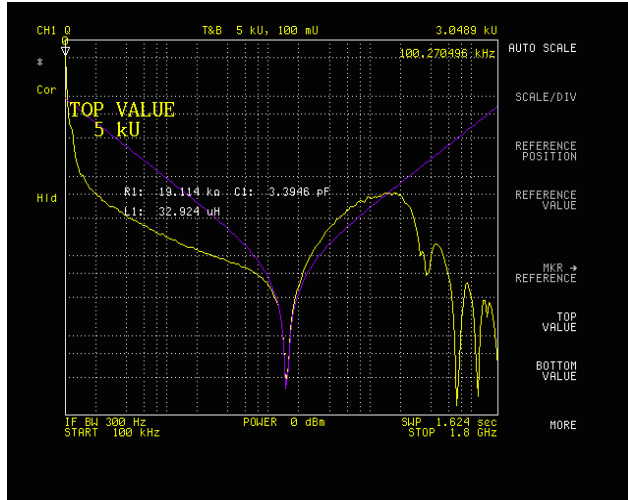 CH1 Q T&B 5 kU, 100 mU 3.0489 kU
0
100.270496 kHz
AUTO SCALE
*
Cor
SCALE/DIV
TOP VALUE
5 kU
REFERENCE
POSITION
Hld
R1: 19.114 kΩ C1: 3.3946 pF
L1: 32.924 uH
REFERENCE
VALUE
MKR →
REFERENCE
TOP
VALUE
BOTTOM
VALUE
IF BW 300 Hz POWER 0 dBm SWP 1.624 sec
START 100 kHz STOP 1.8 GHz
MORE